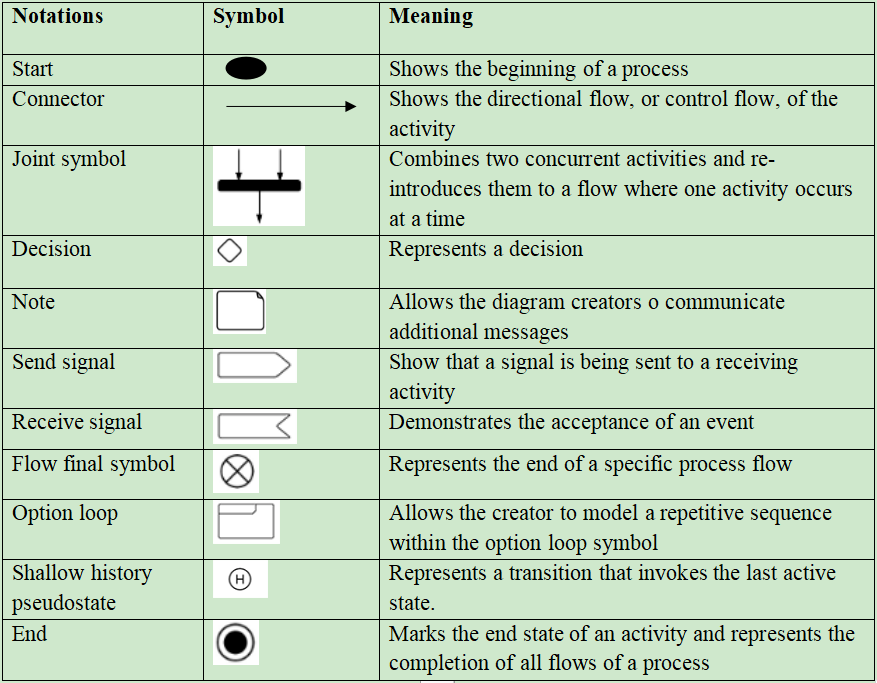 Notations Symbol Meaning
Start Shows the beginning of a process
Connector Shows the directional flow, or control flow, of the
activity
Joint symbol Combines two concurrent activities and re-
introduces them to a flow where one activity occurs
at a time
Decision Represents a decision
Note Allows the diagram creators o communicate
additional messages
Send signal Show that a signal is being sent to a receiving
activity
Receive signal Demonstrates the acceptance of an event
Flow final symbol Represents the end of a specific process flow
Option loop Allows the creator to model a repetitive sequence
within the option loop symbol
Shallow history H Represents a transition that invokes the last active
pseudostate state.
End Marks the end state of an activity and represents the
completion of all flows of a process